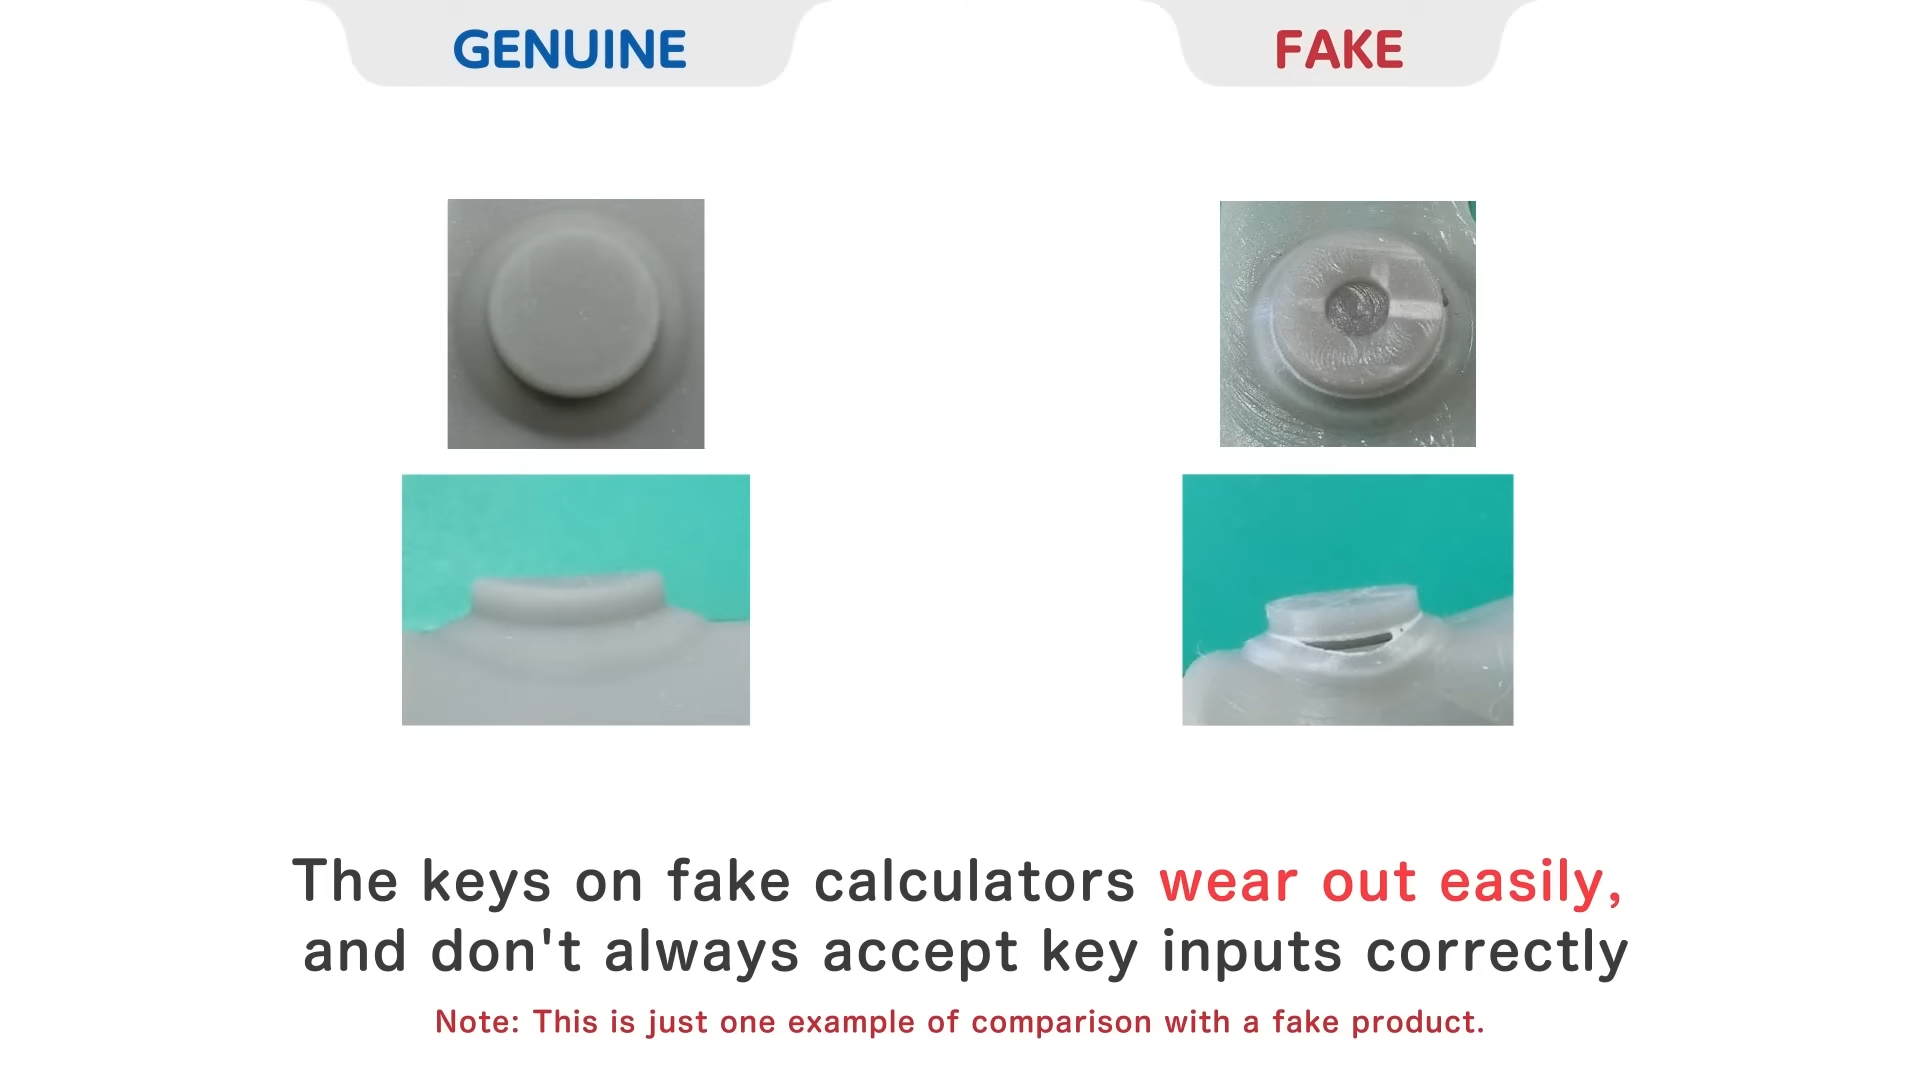 GENUINE
FAKE
The keys on fake calculators wear out easily,
and don't always accept key inputs correctly
Note: This is just one example of comparison with a fake product.